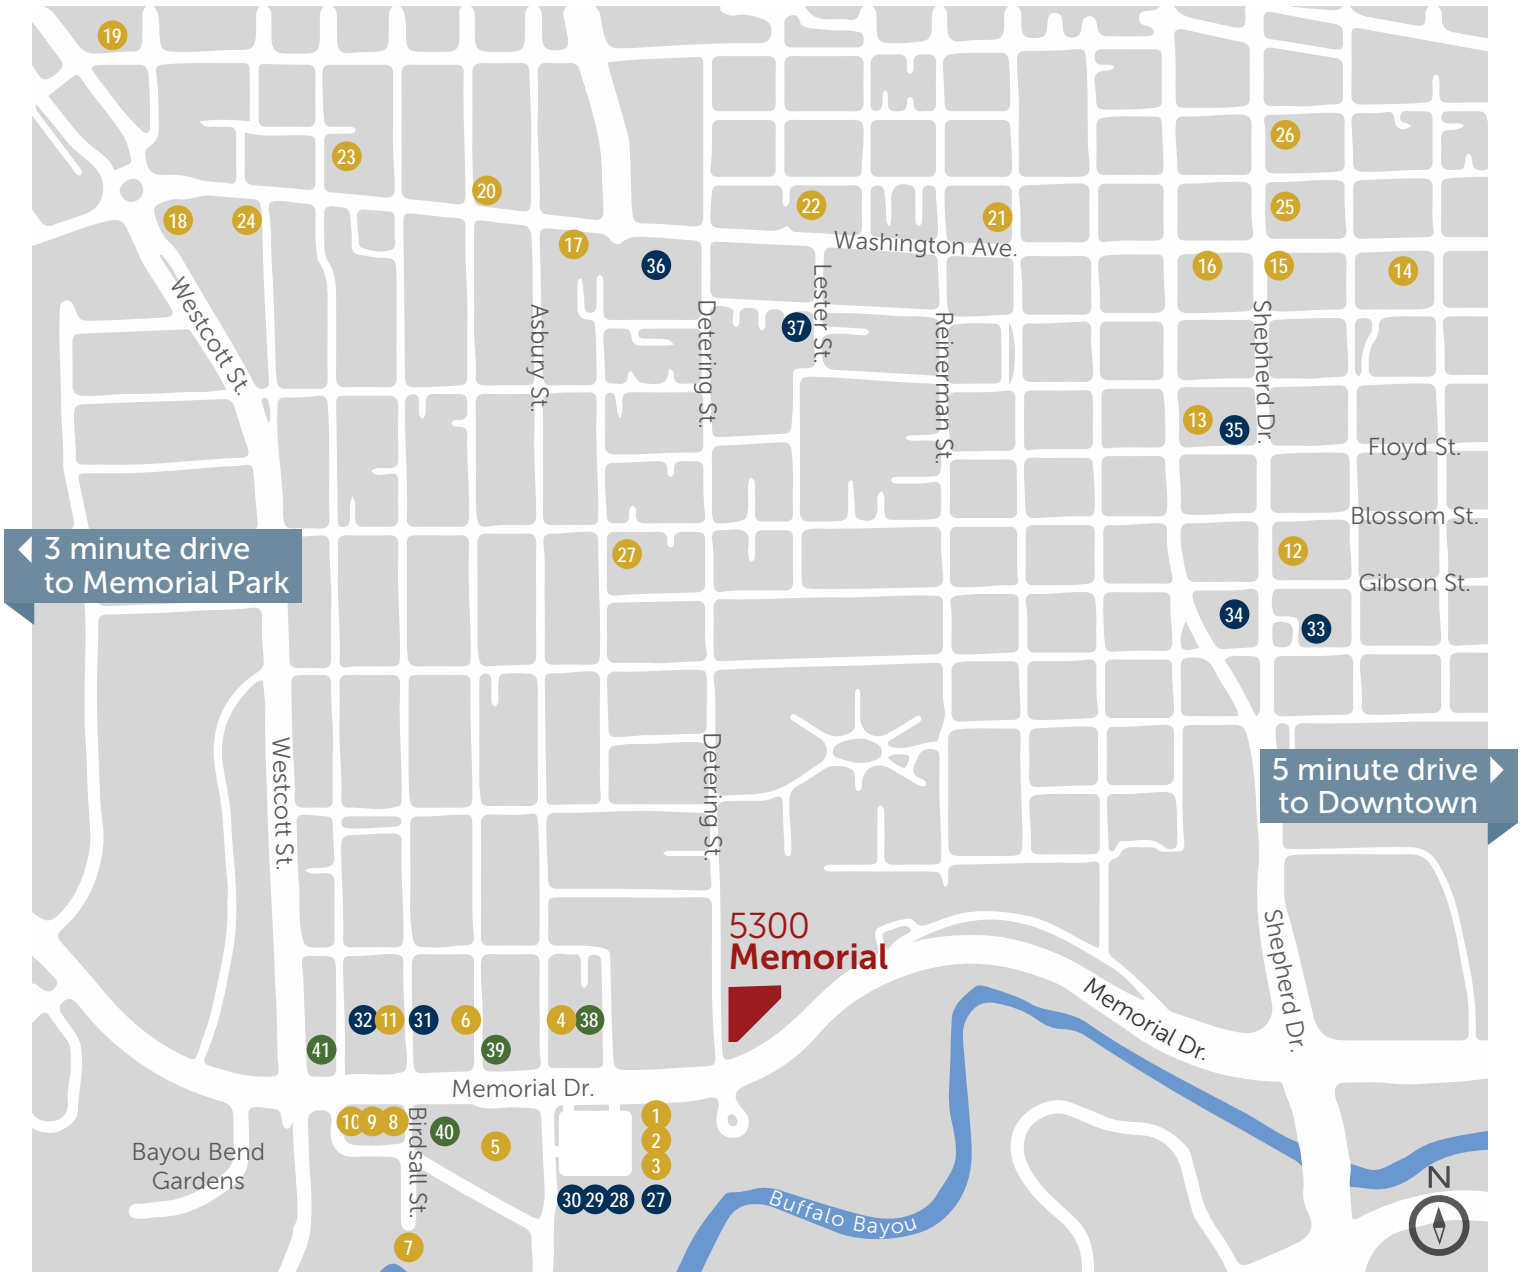 19
26
23
20
25
22
21
18
24
17
Washington Ave.
36
16
15
14
Westcott St.
Asbury St.
Detering St.
37
Lester St.
Reinerman St.
Shepherd Dr.
13
35
Floyd St.
Blossom St.
3 minute drive
to Memorial Park
27
12
Gibson St.
34
33
Westcott St.
Detering St.
5 minute drive
to Downtown
5300
Memorial
Shepherd Dr.
Memorial Dr.
32
11
31
6
4
38
41
39
Memorial Dr.
10
9
8
Birdsall St.
40
5
1
2
3
Bayou Bend
Gardens
30
29
28
27
Buffalo Bayou
7
N